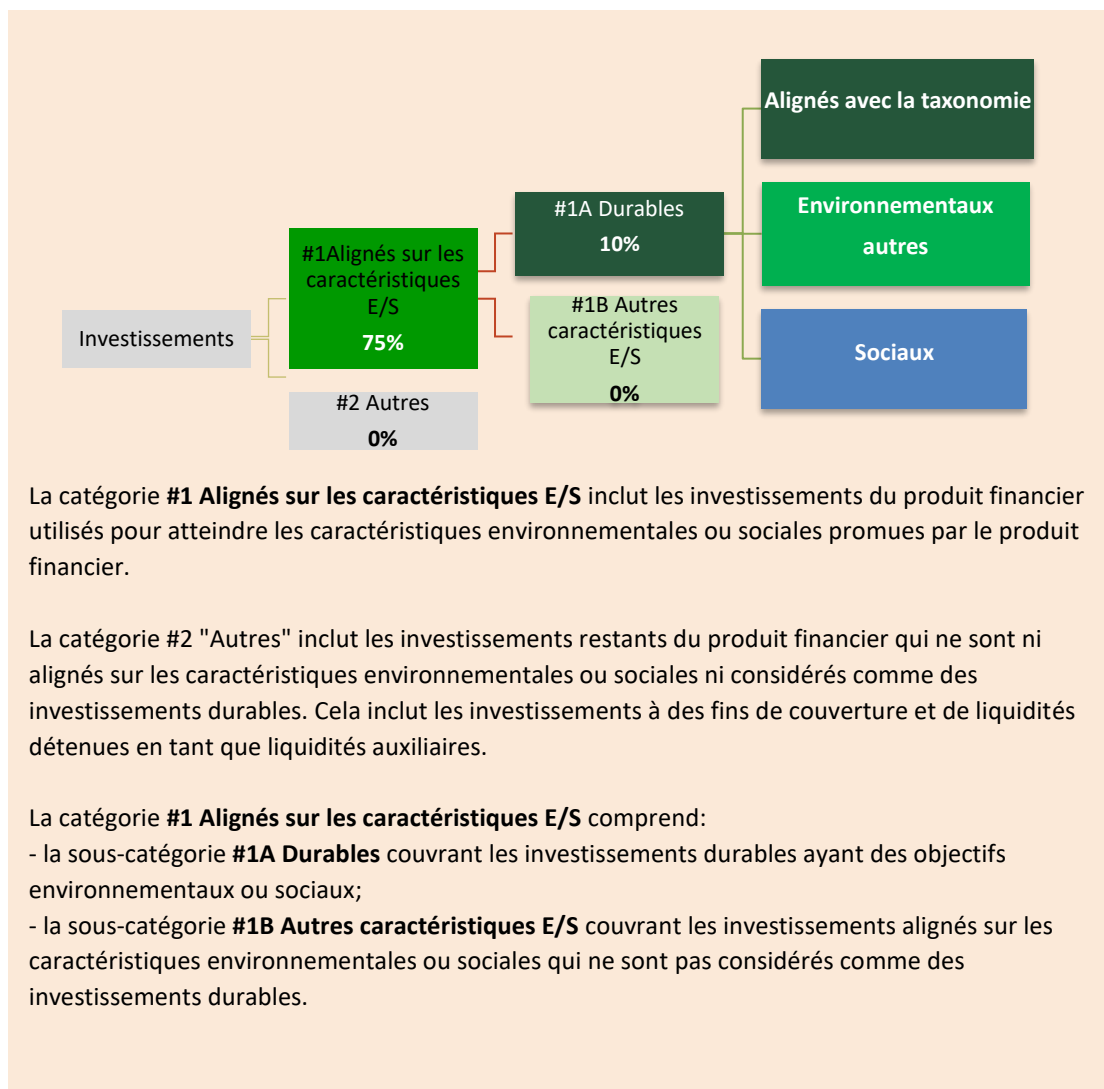 Investissements
#1Alignés sur les
caractéristiques
E/S
75%
#2 Autres
0%
#1A Durables
10%
#1B Autres
caractéristiques
E/S
0%
Alignés avec la taxonomie
Environnementaux
autres
Sociaux
La catégorie #1 Alignés sur les caractéristiques E/S inclut les investissements du produit financier
utilisés pour atteindre les caractéristiques environnementales ou sociales promues par le produit
financier.
La catégorie #2 "Autres" inclut les investissements restants du produit financier qui ne sont ni
alignés sur les caractéristiques environnementales ou sociales ni considérés comme des
investissements durables. Cela inclut les investissements à des fins de couverture et de liquidités
détenues en tant que liquidités auxiliaires.
La catégorie #1 Alignés sur les caractéristiques E/S comprend:
- la sous-catégorie #1A Durables couvrant les investissements durables ayant des objectifs
environnementaux ou sociaux;
- la sous-catégorie #1B Autres caractéristiques E/S couvrant les investissements alignés sur les
caractéristiques environnementales ou sociales qui ne sont pas considérés comme des
investissements durables.